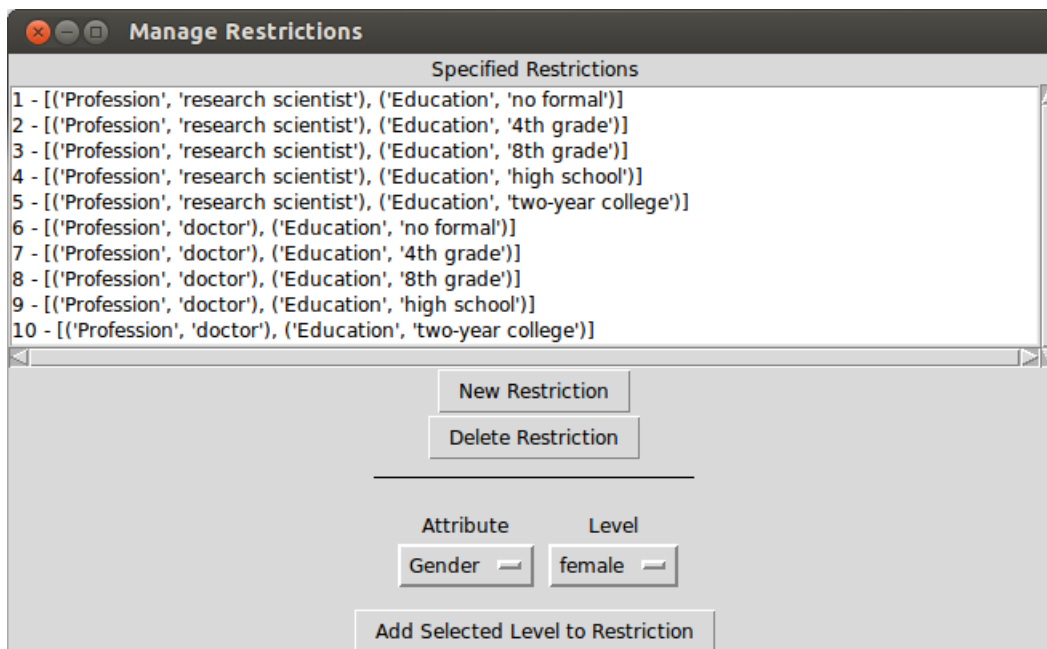 Manage Restrictions
Specified Restrictions
1 - [('Profession', 'research scientist'), ('Education', 'no formal')]
2 - [('Profession', 'research scientist'), ('Education', '4th grade')]
3 - [('Profession', 'research scientist'), ('Education', '8th grade')]
4 - [('Profession', 'research scientist'), ('Education', 'high school')]
5 - [('Profession', 'research scientist'), ('Education', 'two-year college')]
6 - [('Profession', 'doctor'), ('Education', 'no formal')]
7 - [('Profession', 'doctor'), ('Education', '4th grade')]
8 - [('Profession', 'doctor'), ('Education', '8th grade')]
9 - [('Profession', 'doctor'), ('Education', 'high school')]
10 - [('Profession', 'doctor'), ('Education', 'two-year college')]
New Restriction
Delete Restriction
Attribute Level
Gender female
Add Selected Level to Restriction